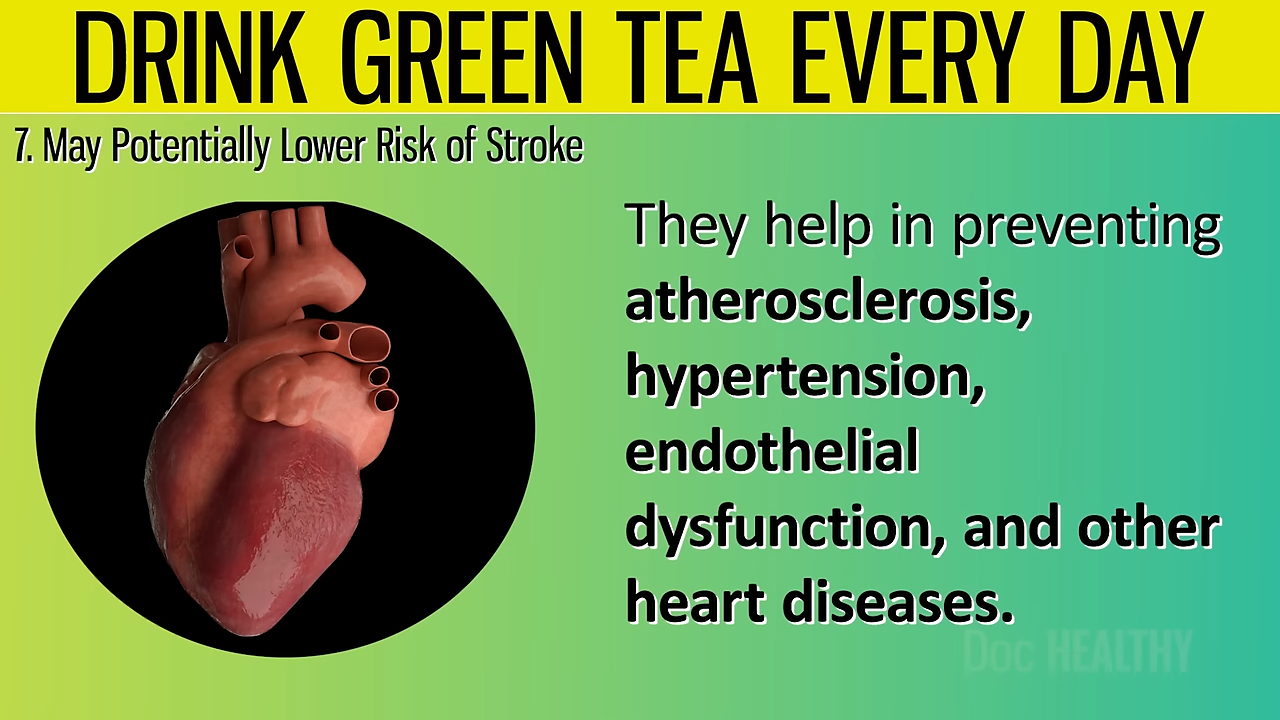 DRINK GREEN TEA EVERY DAY
7. May Potentially Lower Risk of Stroke
They help in preventing
atherosclerosis,
hypertension,
endothelial
dysfunction, and other
heart diseases.
Doc HEALTHY